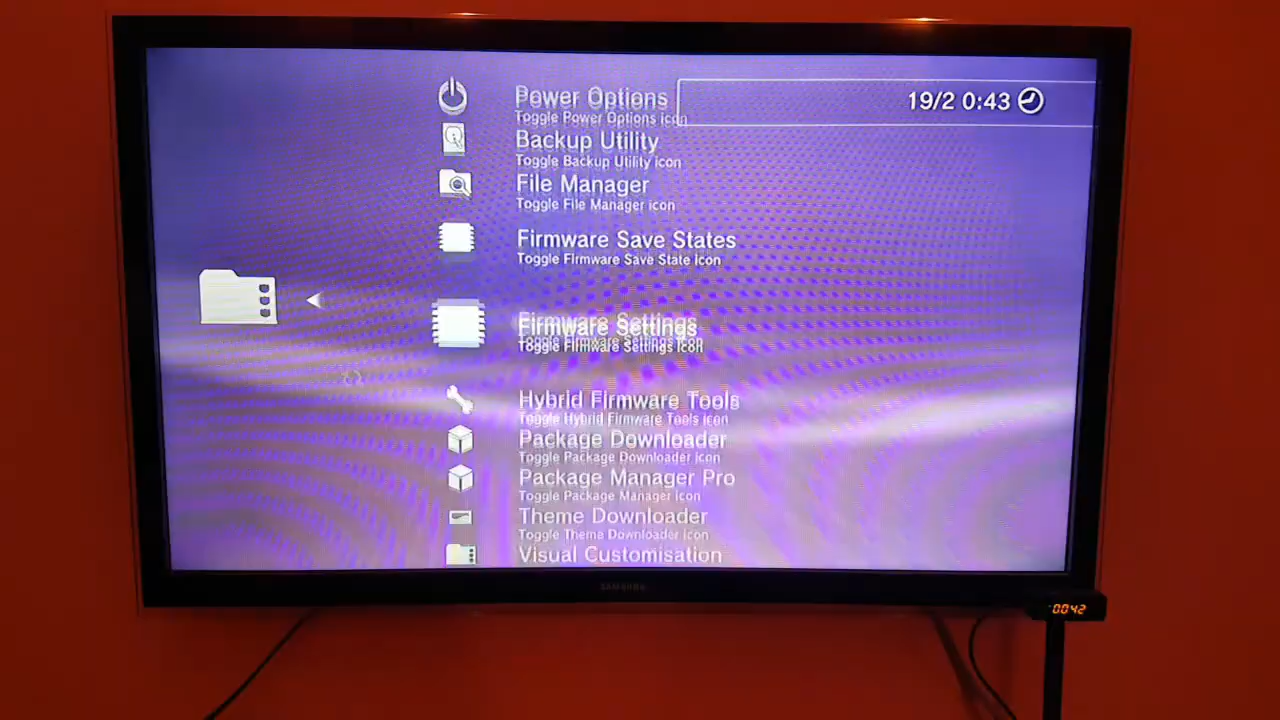 Power Options
Toggle Power Options icon
19/2 0:43
Backup Utility
Toggle Backup Utility icon
File Manager
Toggle File Manager icon
Firmware Save States
Toggle Firmware Save State icon
Firmware Settings
Toggle Firmware Settings icon
Hybrid Firmware Tools
Toggle Hybrid Firmware Tools icon
Package Downloader
Toggle Package Downloader icon
Package Manager Pro
Toggle Package Manager icon
Theme Downloader
Toggle Theme Downloader icon
Visual Customisation
SAMSUNG
0042